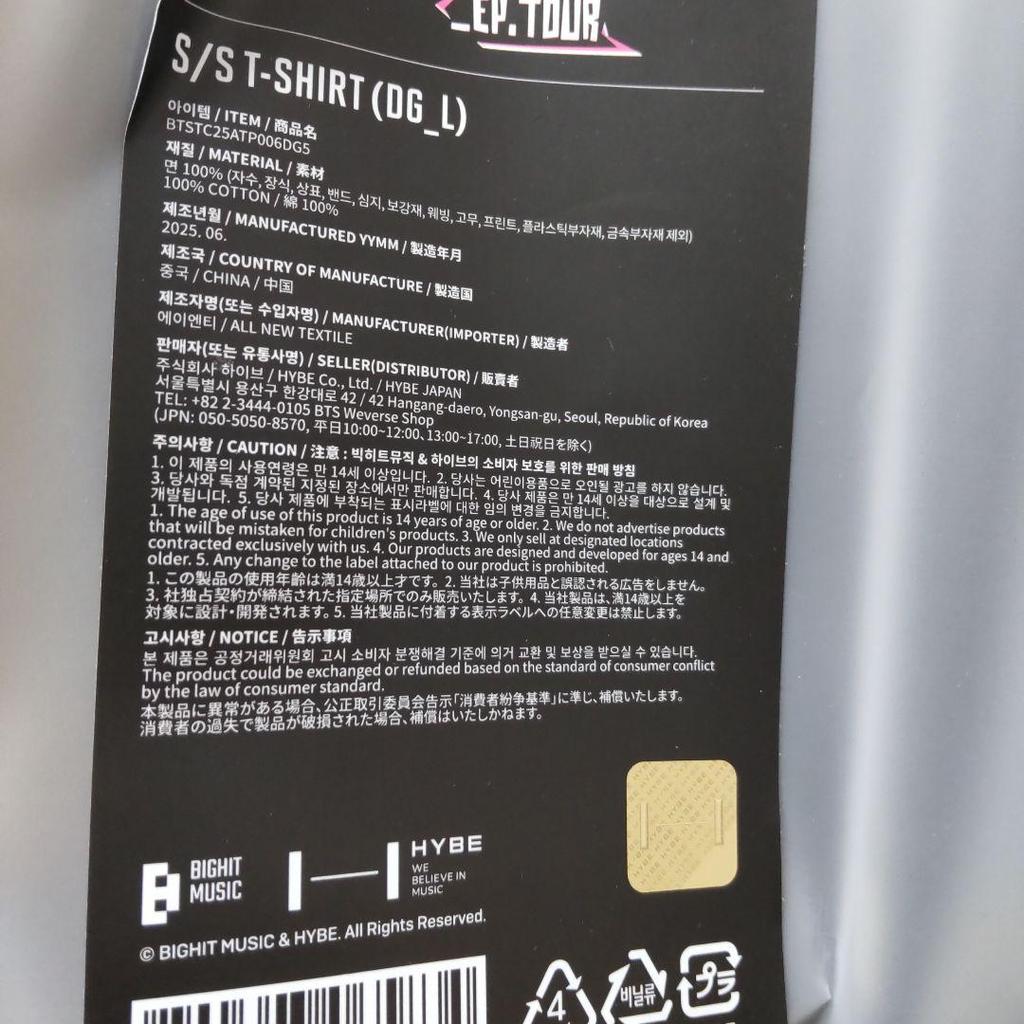 _EP.TOUR
S/S T-SHIRT (DG_L)
아이템 / ITEM / 商品名
BTSTC25ATP006DG5
재질 / MATERIAL / 素材
면 100% (자수, 장식, 상표, 밴드, 심지, 보강재, 웨빙, 고무, 프린트, 플라스틱부자재, 금속부자재 제외)
100% COTTON / 綿 100%
제조년월 / MANUFACTURED YYMM / 製造年月
2025. 06.
제조국 / COUNTRY OF MANUFACTURE / 製造国
중국 / CHINA / 中国
제조자명(또는 수입자명) / MANUFACTURER(IMPORTER) / 製造者
에이엔티 / ALL NEW TEXTILE
판매자(또는 유통사명) / SELLER(DISTRIBUTOR) / 販賣者
주식회사 하이브 / HYBE Co., Ltd. / HYBE JAPAN
서울특별시 용산구 한강대로 42 / 42 Hangang-daero, Yongsan-gu, Seoul, Republic of Korea
TEL: +82 2-3444-0105 BTS Weverse Shop
(JPN: 050-5050-8570, 平日10:00~12:00、13:00~17:00, 土日祝日を除く)
주의사항 / CAUTION / 注意 : 빅히트뮤직 & 하이브의 소비자 보호를 위한 판매 방침
1. 이 제품의 사용연령은 만 14세 이상입니다. 2. 당사는 어린이용품으로 오인될 광고를 하지 않습니다.
3. 당사와 독점 계약된 지정된 장소에서만 판매합니다. 4. 당사 제품은 만 14세 이상을 대상으로 설계 및
개발됩니다. 5. 당사 제품에 부착되는 표시라벨에 대한 임의 변경을 금지합니다.
1. The age of use of this product is 14 years of age or older. 2. We do not advertise products
that will be mistaken for children's products. 3. We only sell at designated locations
contracted exclusively with us. 4. Our products are designed and developed for ages 14 and
older. 5. Any change to the label attached to our product is prohibited.
1. この製品の使用年齢は満14歳以上才です。2. 当社は子供用品と誤認される広告をしません。
3. 社独占契約が締結された指定場所でのみ販売いたします。4. 当社製品は、満14歳以上を
対象に設計・開発されます。5. 当社製品に付着する表示ラベルへの任意変更は禁止します。
고시사항 / NOTICE / 告示事項
본 제품은 공정거래위원회 고시 소비자 분쟁해결 기준에 의거 교환 및 보상을 받으실 수 있습니다.
The product could be exchanged or refunded based on the standard of consumer conflict
by the law of consumer standard.
本製品に異常がある場合、公正取引委員会告示「消費者紛争基準」に準じ、補償いたします。
消費者の過失で製品が破損された場合、補償はいたしかねます。
BIGHIT
MUSIC
HYBE
WE
BELIEVE IN
MUSIC
© BIGHIT MUSIC & HYBE. All Rights Reserved.
4
비닐류
プラ